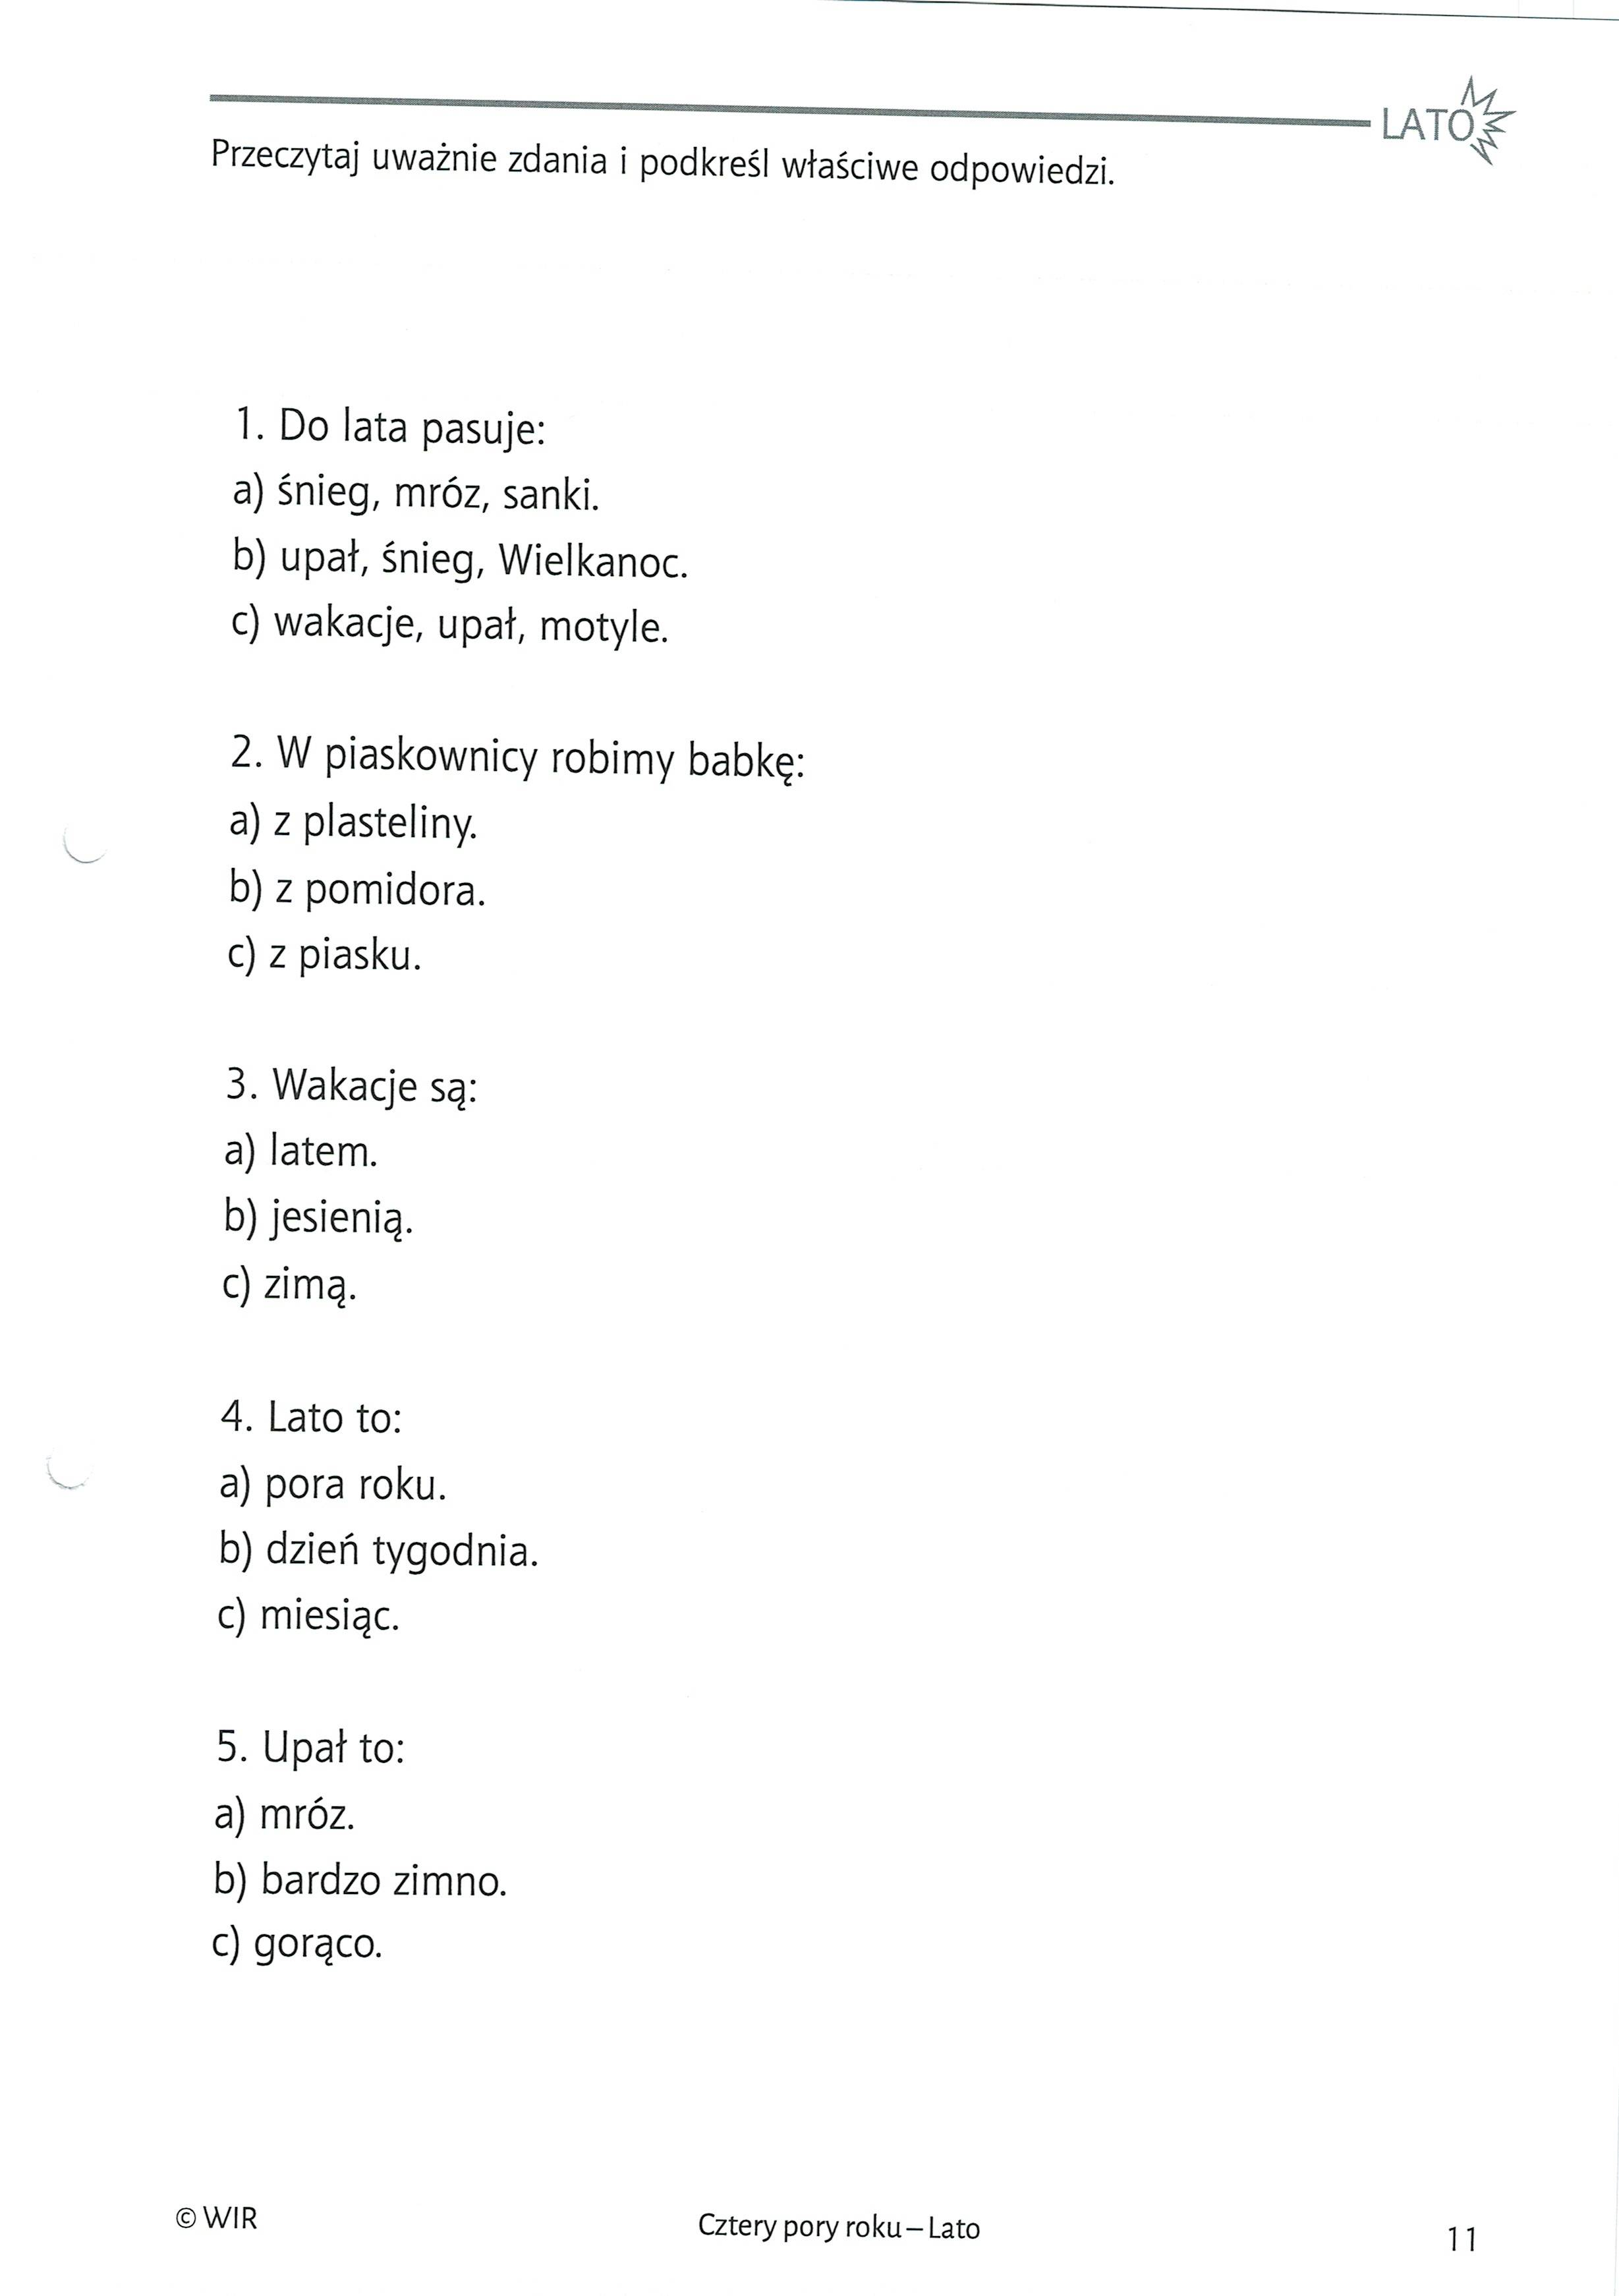 LATO
Przeczytaj uważnie zdania i podkreśl właściwe odpowiedzi.
1. Do lata pasuje:
a) śnieg, mróz, sanki.
b) upał, śnieg, Wielkanoc.
c) wakacje, upał, motyle.
2. W piaskownicy robimy babkę:
a) z plasteliny.
b) z pomidora.
c) z piasku.
3. Wakacje są:
a) latem.
b) jesienią.
c) zimą.
4. Lato to:
a) pora roku.
b) dzień tygodnia.
c) miesiąc.
5. Upał to:
a) mróz.
b) bardzo zimno.
c) gorąco.
© WIR Cztery pory roku – Lato 11